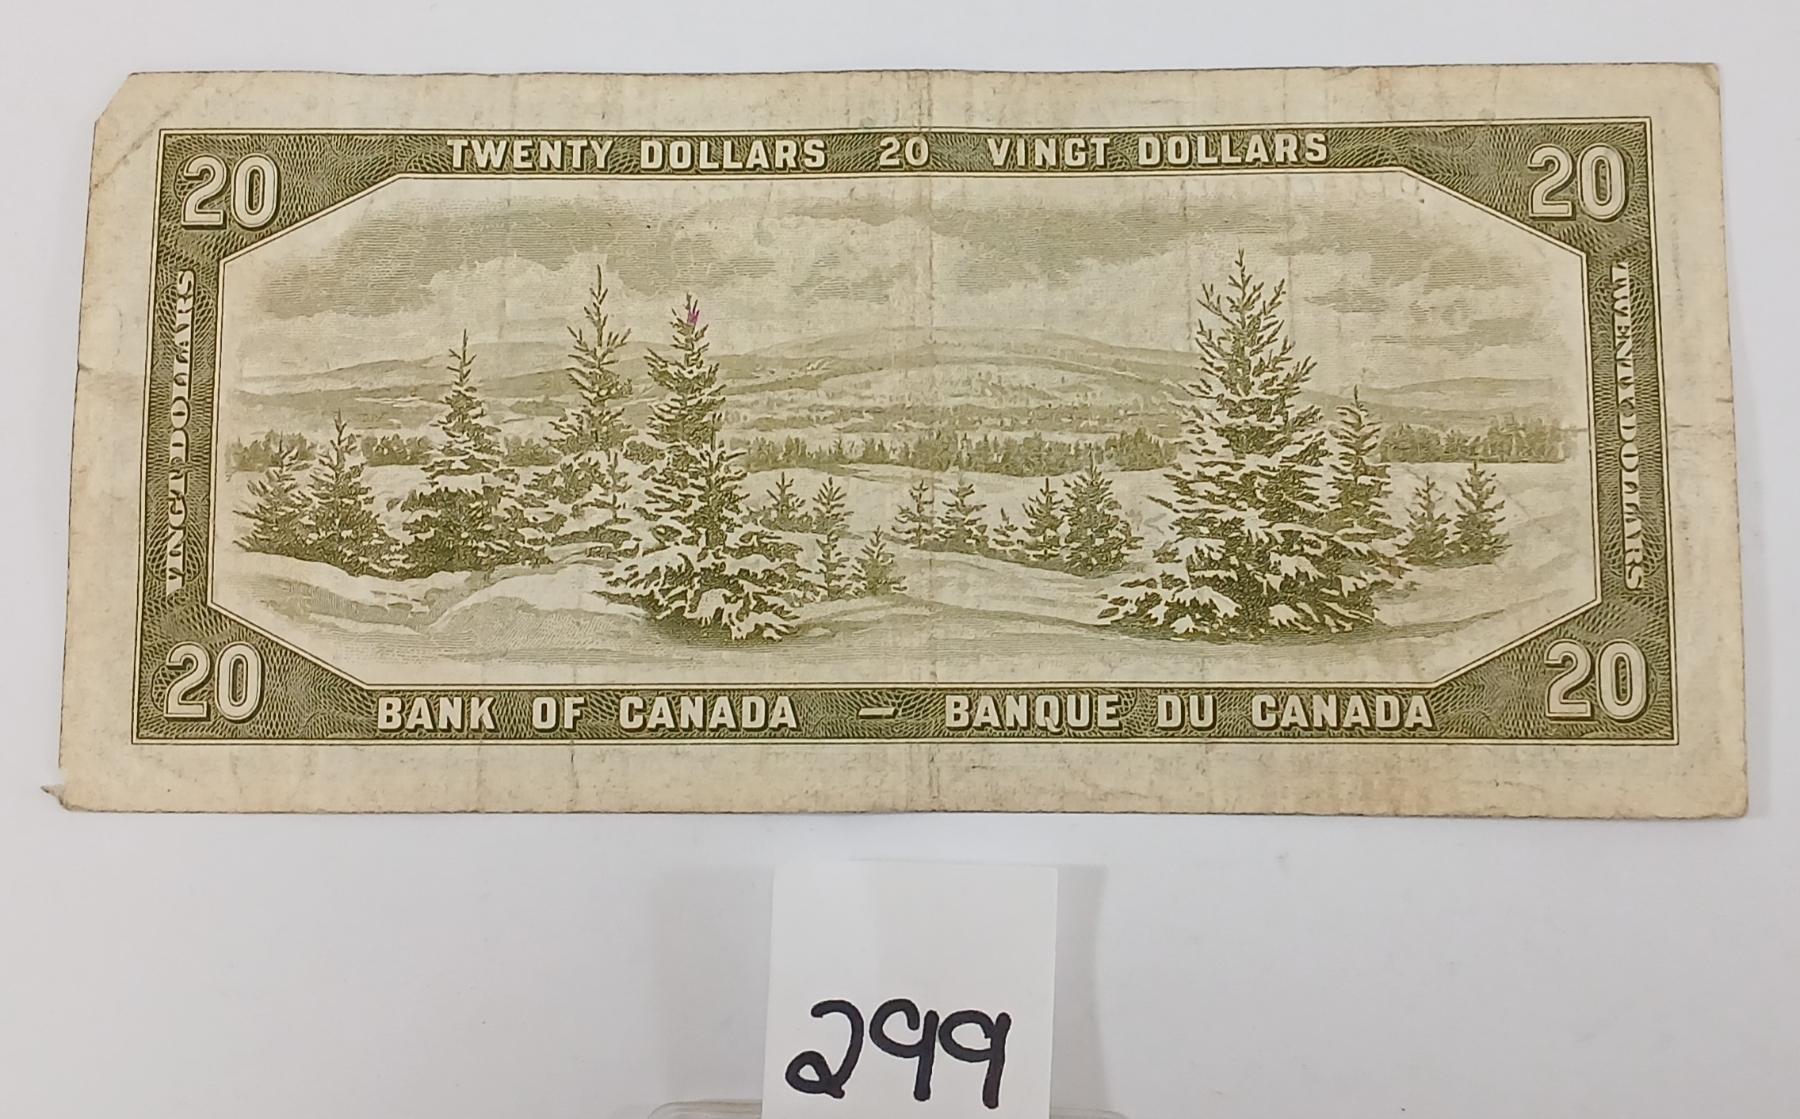 TWENTY DOLLARS 20 VINGT DOLLARS
20
20
VINGT DOLLARS
TWENTY DOLLARS
20
20
BANK OF CANADA — BANQUE DU CANADA
299